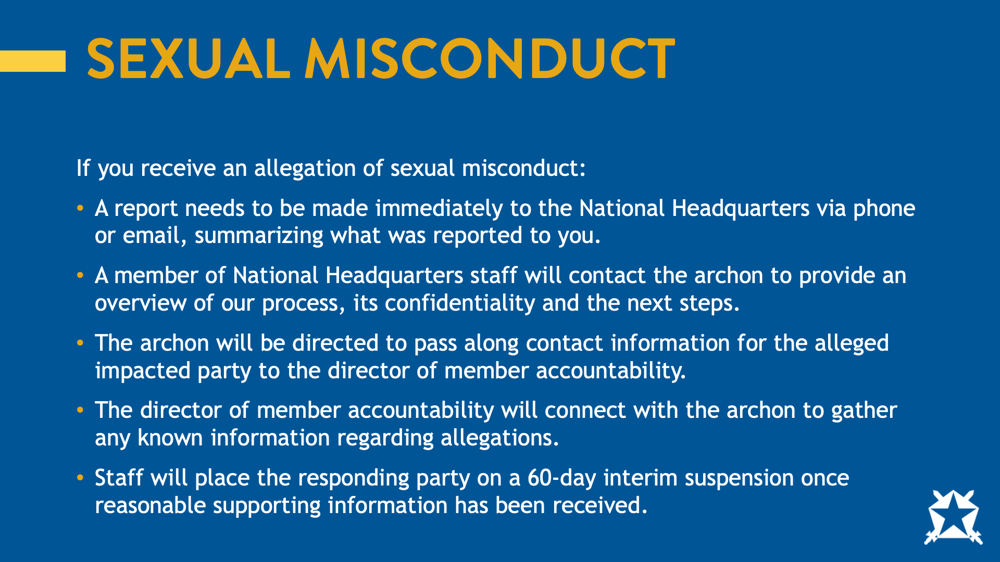 SEXUAL MISCONDUCT
If you receive an allegation of sexual misconduct:
• A report needs to be made immediately to the National Headquarters via phone
or email, summarizing what was reported to you.
• A member of National Headquarters staff will contact the archon to provide an
overview of our process, its confidentiality and the next steps.
• The archon will be directed to pass along contact information for the alleged
impacted party to the director of member accountability.
• The director of member accountability will connect with the archon to gather
any known information regarding allegations.
• Staff will place the responding party on a 60-day interim suspension once
reasonable supporting information has been received.